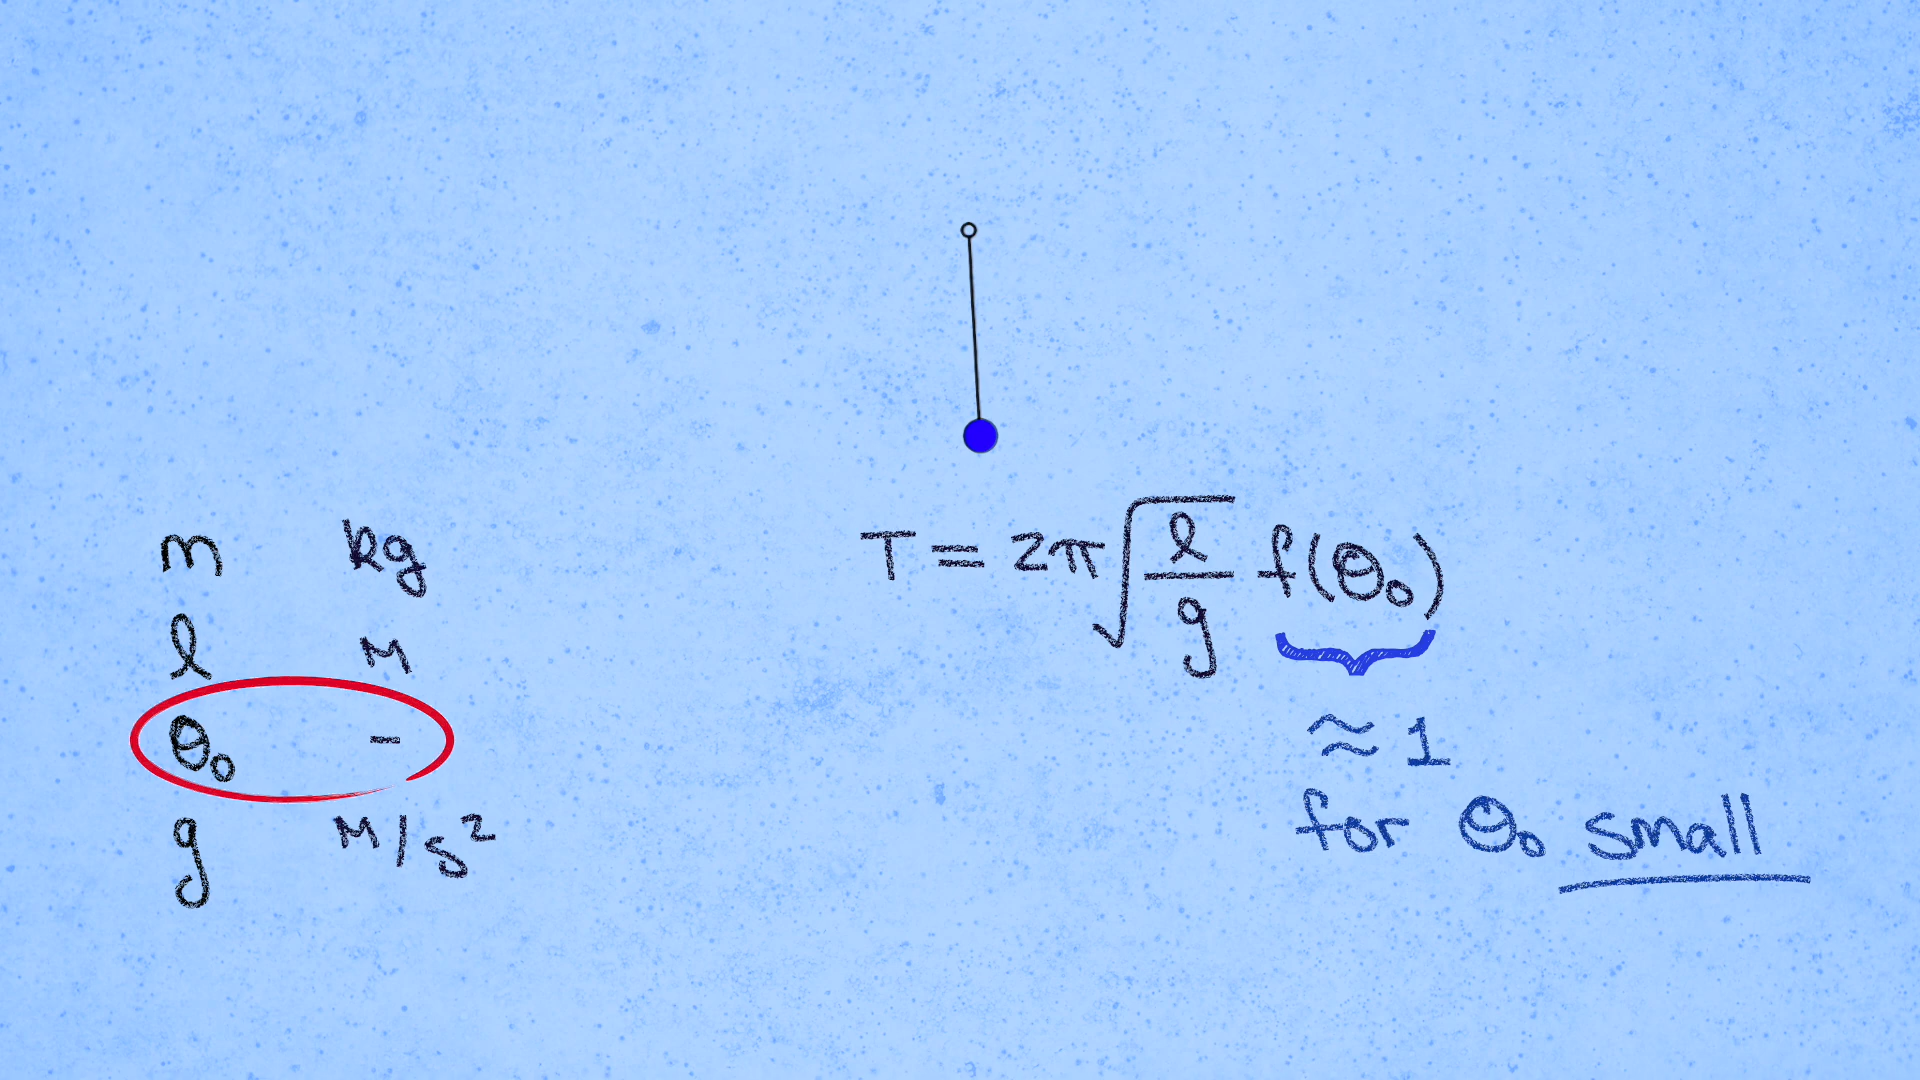 m kg
l M
θ₀ -
g M/s²
T = 2π√(l/g) f(θ₀)
≈ 1
for θ₀ small